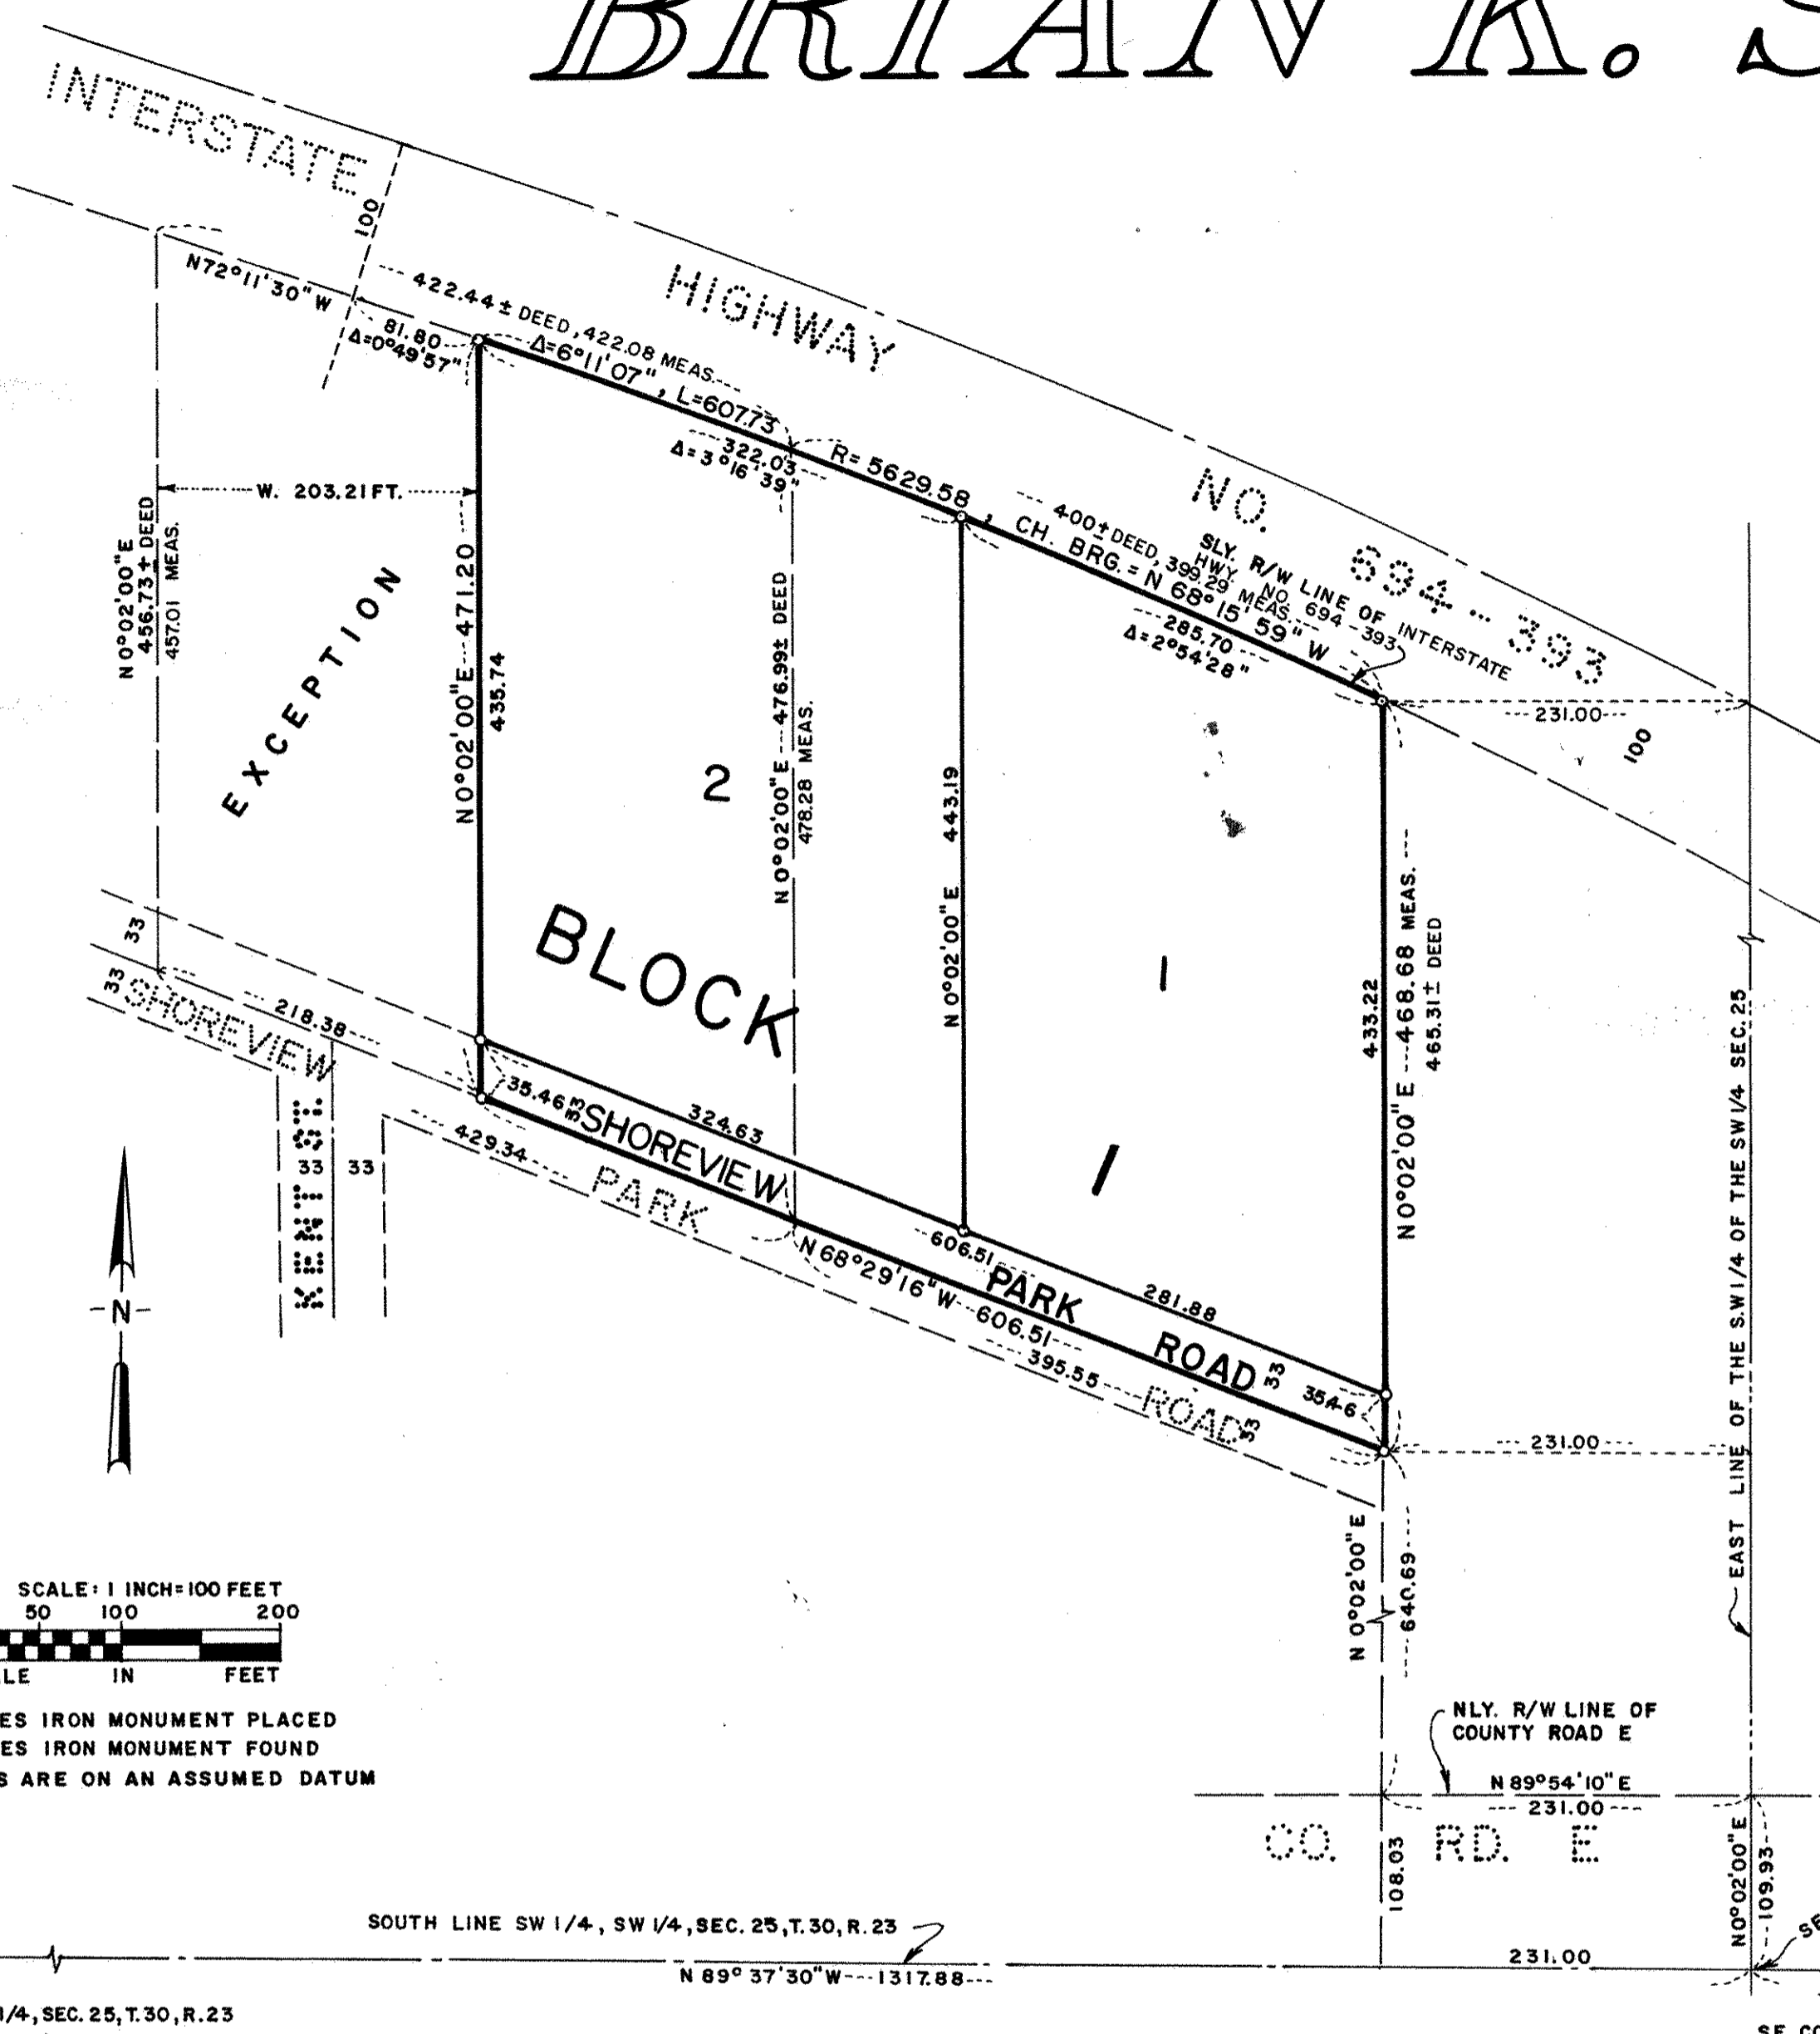 BRIAN K. S
INTERSTATE
100
HIGHWAY
NO.
694-393
N72°11'30"W
81.80
Δ=0°49'57"
422.44± DEED, 422.08 MEAS.
Δ=6°11'07", L=607.73
322.03
Δ=3°16'39"
R=5629.58, CH. BRG.=N 68°15'59"W
400± DEED, 399.29 MEAS.
SLY. R/W LINE OF INTERSTATE
HWY. NO. 694-393
285.70
Δ=2°54'28"
231.00
100
W. 203.21 FT.
N0°02'00"E
456.73± DEED
457.01 MEAS.
EXCEPTION
N0°02'00"E---471.20
435.74
2
N0°02'00"E---476.99± DEED
478.28 MEAS.
443.19
N0°02'00"E
1
433.22
N0°02'00"E---468.68 MEAS.
465.31± DEED
BLOCK
1
EAST LINE OF THE S.W1/4 OF THE SW1/4 SEC.25
33
33
SHOREVIEW
218.38
35.46
33
SHOREVIEW
324.63
429.34
PARK
KENT ST.
33
33
606.51
PARK
281.88
N 68°29'16"W---606.51
ROAD
33
35.46
395.55
ROAD
33
231.00
-N-
N0°02'00"E
640.69
SCALE: 1 INCH=100 FEET
50 100 200
LE IN FEET
ES IRON MONUMENT PLACED
ES IRON MONUMENT FOUND
S ARE ON AN ASSUMED DATUM
NLY. R/W LINE OF
COUNTY ROAD E
N 89°54'10"E
231.00
CO. RD. E
108.03
N0°02'00"E
109.93
SOUTH LINE SW 1/4, SW 1/4, SEC. 25, T.30, R.23
N 89°37'30"W---1317.88---
231.00
SE
1/4, SEC. 25, T.30, R.23
SE CO